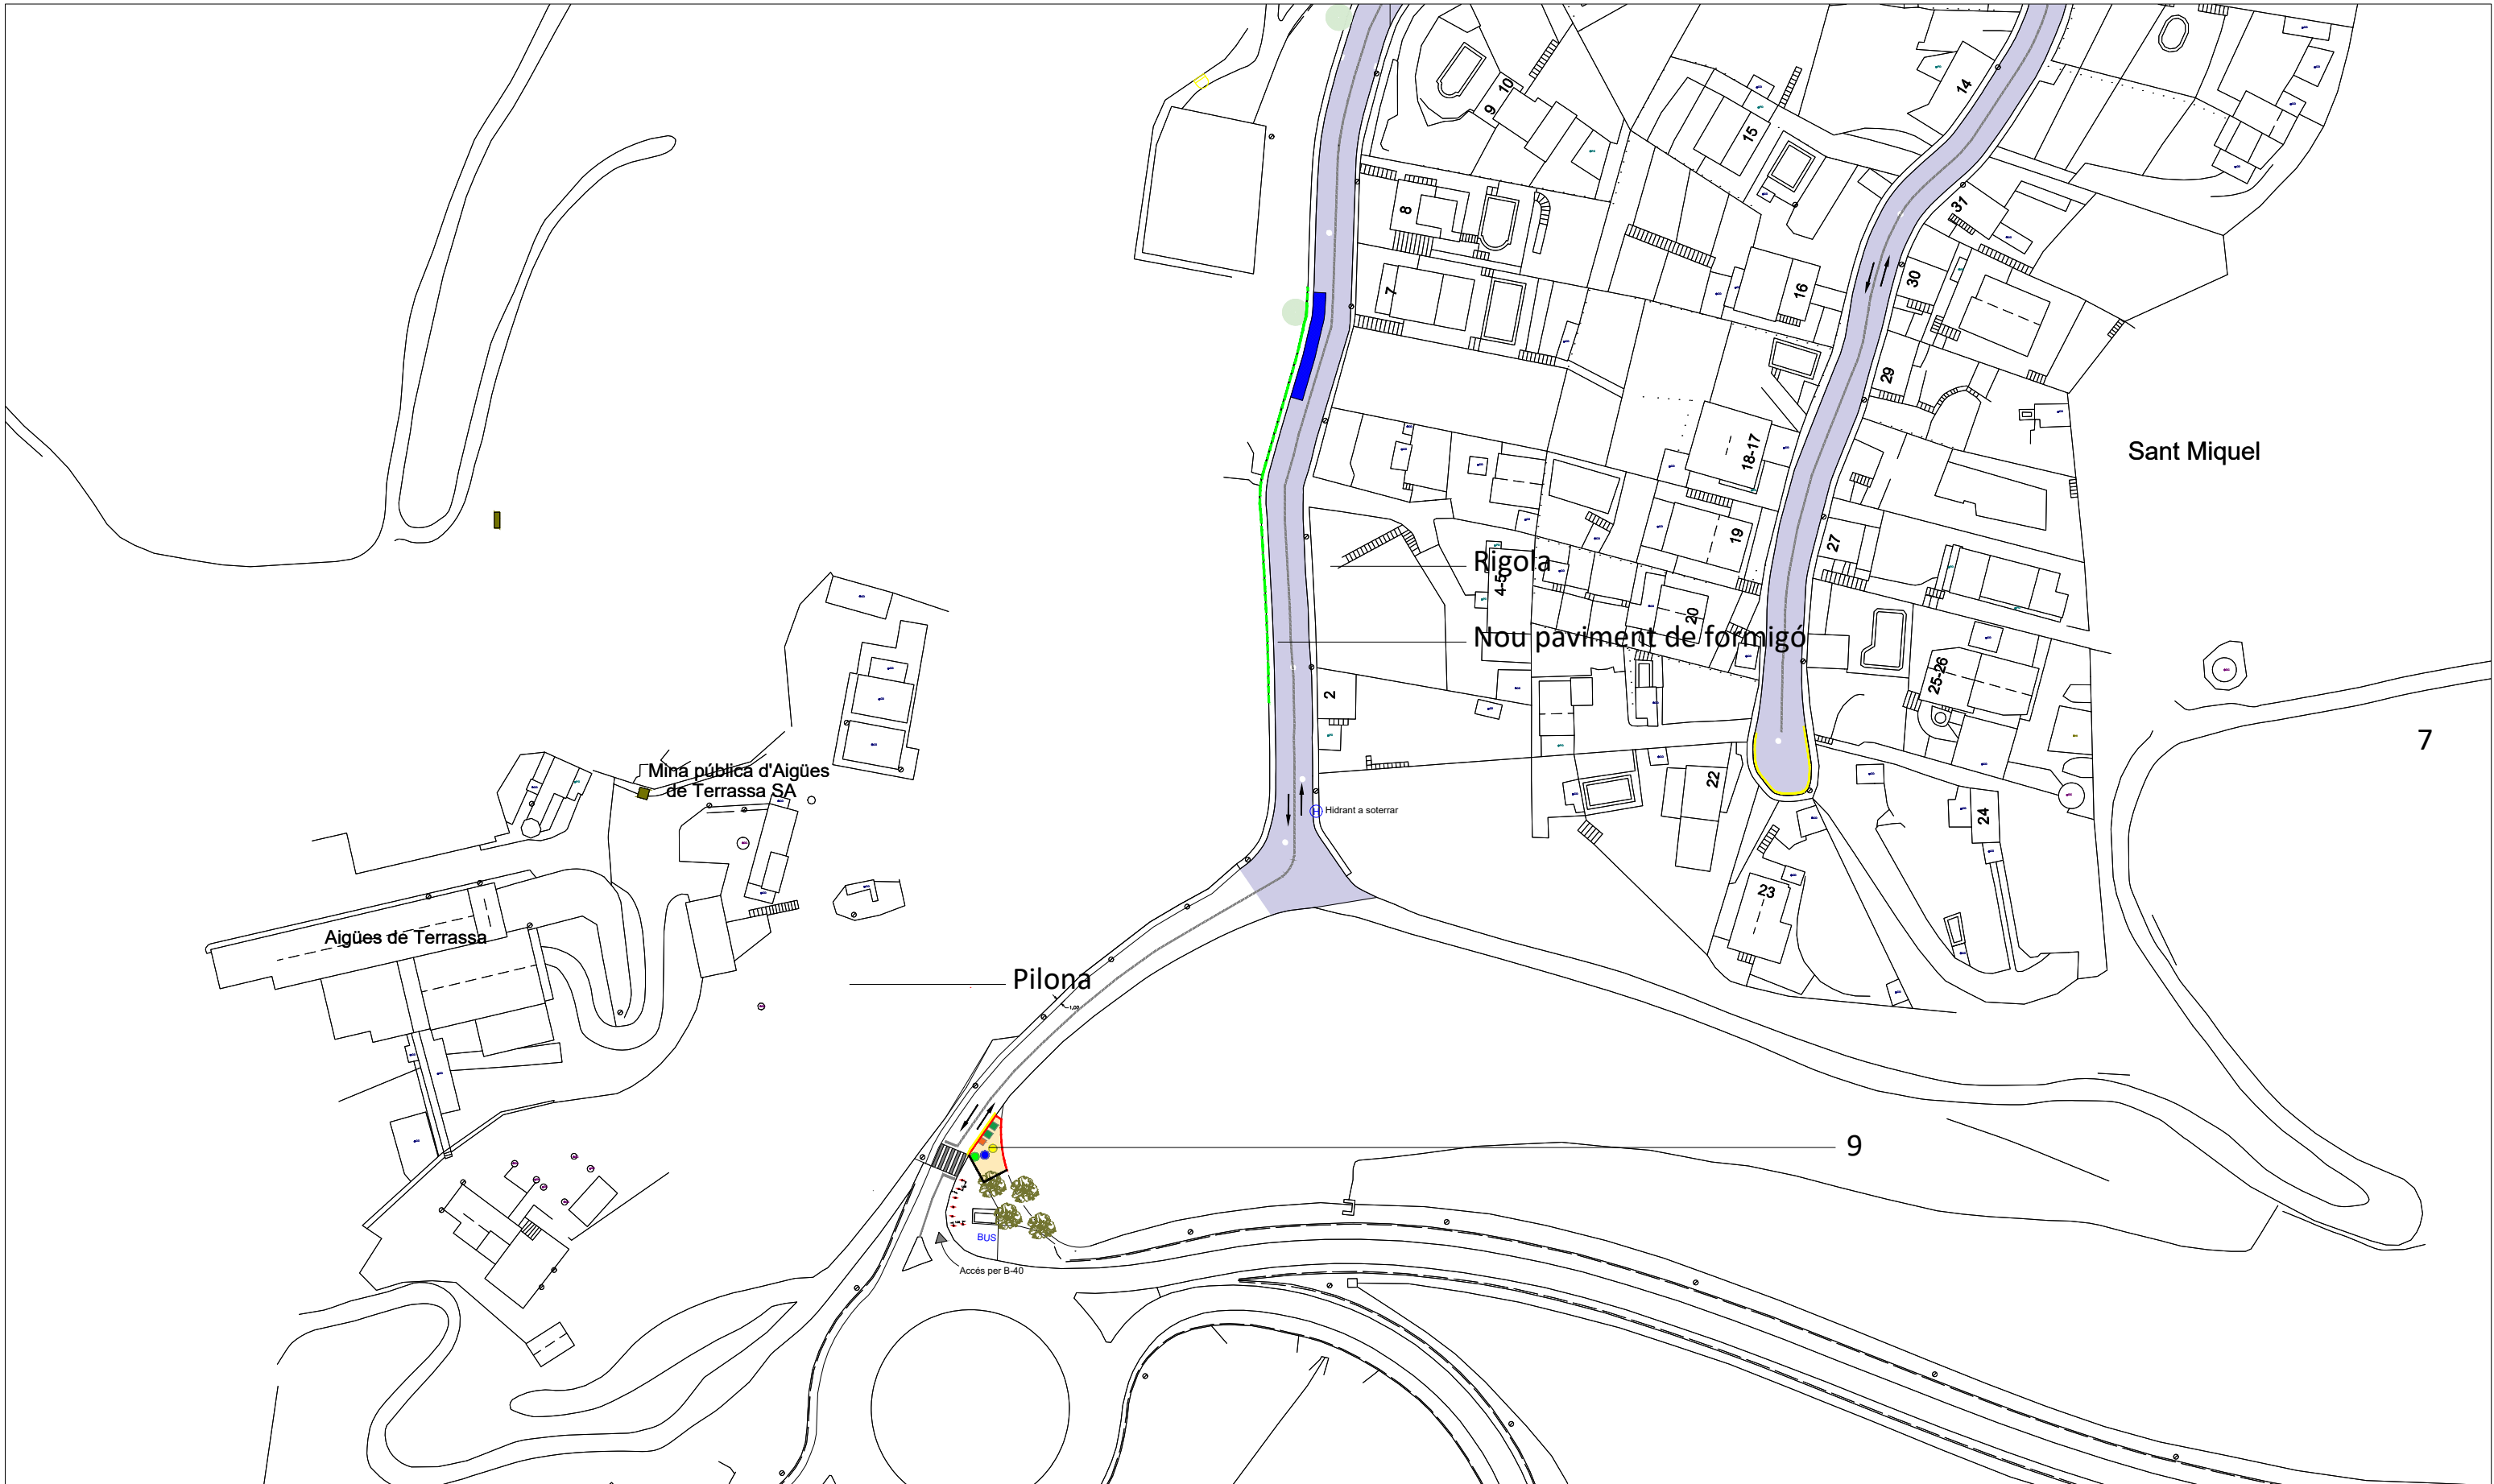 10
9
14
15
8
31
7
16
30
29
Sant Miquel
18-17
19
27
Rigola
4-5
20
Nou paviment de formigó
25-26
2
7
Mina pública d'Aigües
de Terrassa SA
22
Hidrant a soterrar
24
23
Aigües de Terrassa
Pilona
9
BUS
Accés per B-40